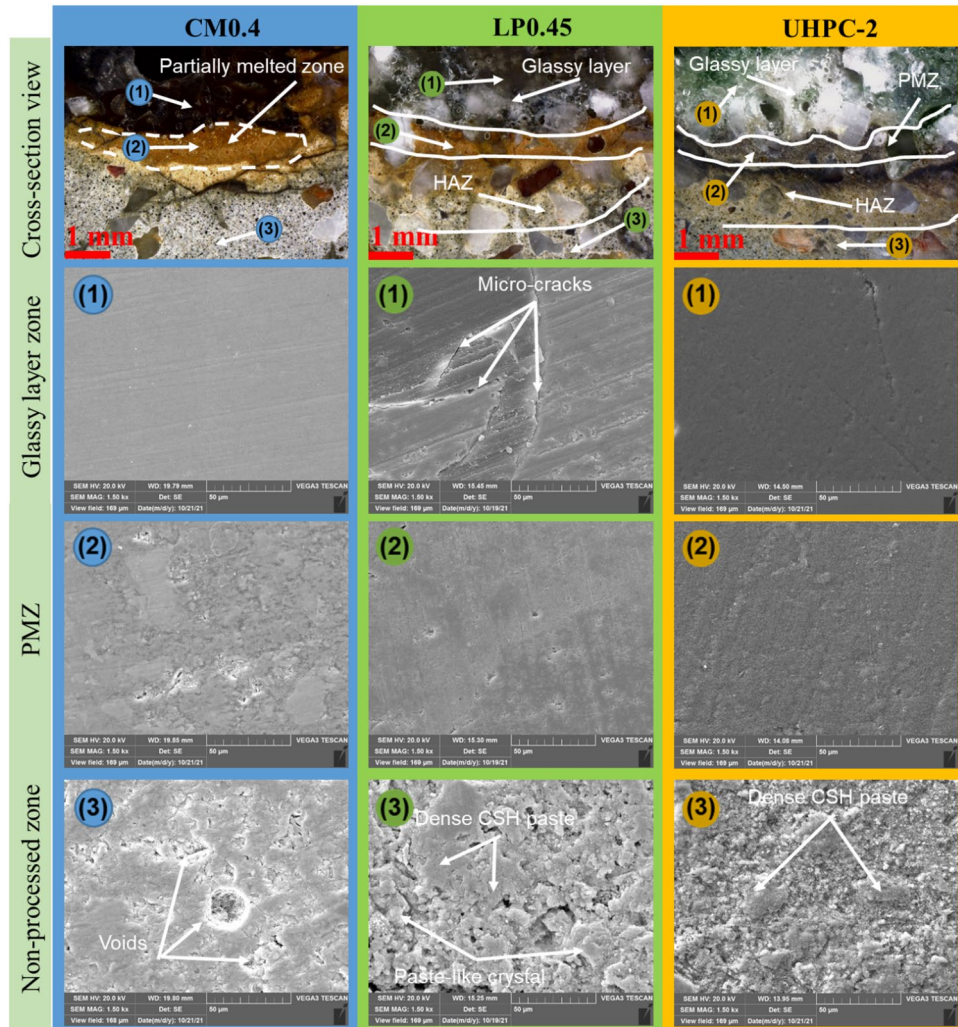 CM0.4
LP0.45
UHPC-2
Cross-section view
Partially melted zone
(1)
(2)
(3)
1 mm
Glassy layer
(1)
(2)
HAZ
(3)
1 mm
Glassy layer
PMZ
(1)
(2)
HAZ
(3)
1 mm
Glassy layer zone
(1)
SEM HV: 20.0 kV WD: 19.79 mm
SEM MAG: 1.50 kx Det: SE 50 µm
View field: 169 µm Date(m/d/y): 10/21/21
VEGA3 TESCAN
(1)
Micro-cracks
SEM HV: 20.0 kV WD: 15.45 mm
SEM MAG: 1.50 kx Det: SE 50 µm
View field: 169 µm Date(m/d/y): 10/19/21
VEGA3 TESCAN
(1)
SEM HV: 20.0 kV WD: 14.50 mm
SEM MAG: 1.50 kx Det: SE 50 µm
View field: 169 µm Date(m/d/y): 10/21/21
VEGA3 TESCAN
PMZ
(2)
SEM HV: 20.0 kV WD: 19.85 mm
SEM MAG: 1.50 kx Det: SE 50 µm
View field: 169 µm Date(m/d/y): 10/21/21
VEGA3 TESCAN
(2)
SEM HV: 20.0 kV WD: 15.30 mm
SEM MAG: 1.50 kx Det: SE 50 µm
View field: 169 µm Date(m/d/y): 10/19/21
VEGA3 TESCAN
(2)
SEM HV: 20.0 kV WD: 14.08 mm
SEM MAG: 1.50 kx Det: SE 50 µm
View field: 169 µm Date(m/d/y): 10/21/21
VEGA3 TESCAN
Non-processed zone
(3)
Voids
SEM HV: 20.0 kV WD: 19.80 mm
SEM MAG: 1.50 kx Det: SE 50 µm
View field: 168 µm Date(m/d/y): 10/21/21
VEGA3 TESCAN
(3)
Dense CSH paste
Paste-like crystal
SEM HV: 20.0 kV WD: 15.25 mm
SEM MAG: 1.50 kx Det: SE 50 µm
View field: 169 µm Date(m/d/y): 10/19/21
VEGA3 TESCAN
(3)
Dense CSH paste
SEM HV: 20.0 kV WD: 13.95 mm
SEM MAG: 1.50 kx Det: SE 50 µm
View field: 169 µm Date(m/d/y): 10/21/21
VEGA3 TESCAN